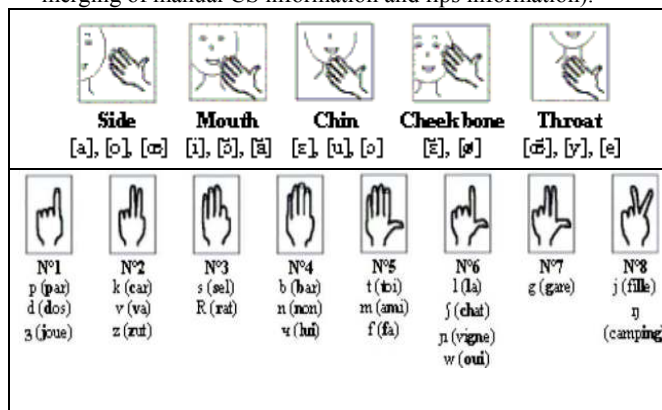 merging of manual CS information and lips information).
Side Mouth Chin Cheek bone Throat
[a], [o], [œ] [i], [ɔ̃], [ɑ̃] [ɛ], [u], [ɔ] [ɛ̃], [ø] [œ̃], [y], [e]
N°1 N°2 N°3 N°4 N°5 N°6 N°7 N°8
p (par) k (car) s (sel) b (bar) t (toi) l (la) g (gare) j (fille)
d (dos) v (va) R (rat) n (non) m (ami) ʃ (chat) ŋ
ʒ (joue) z (zut) ɥ (lui) f (fa) ɲ (vigne) (camping)
w (oui)